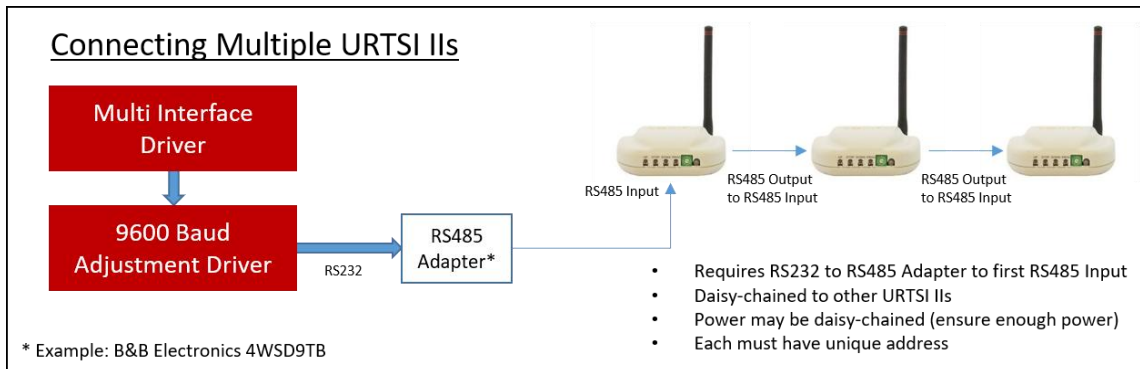 Connecting Multiple URTSI IIs
Multi Interface
Driver
9600 Baud
Adjustment Driver
RS232
RS485
Adapter*
RS485 Input
RS485 Output
to RS485 Input
RS485 Output
to RS485 Input
• Requires RS232 to RS485 Adapter to first RS485 Input
• Daisy-chained to other URTSI IIs
• Power may be daisy-chained (ensure enough power)
• Each must have unique address
* Example: B&B Electronics 4WSD9TB